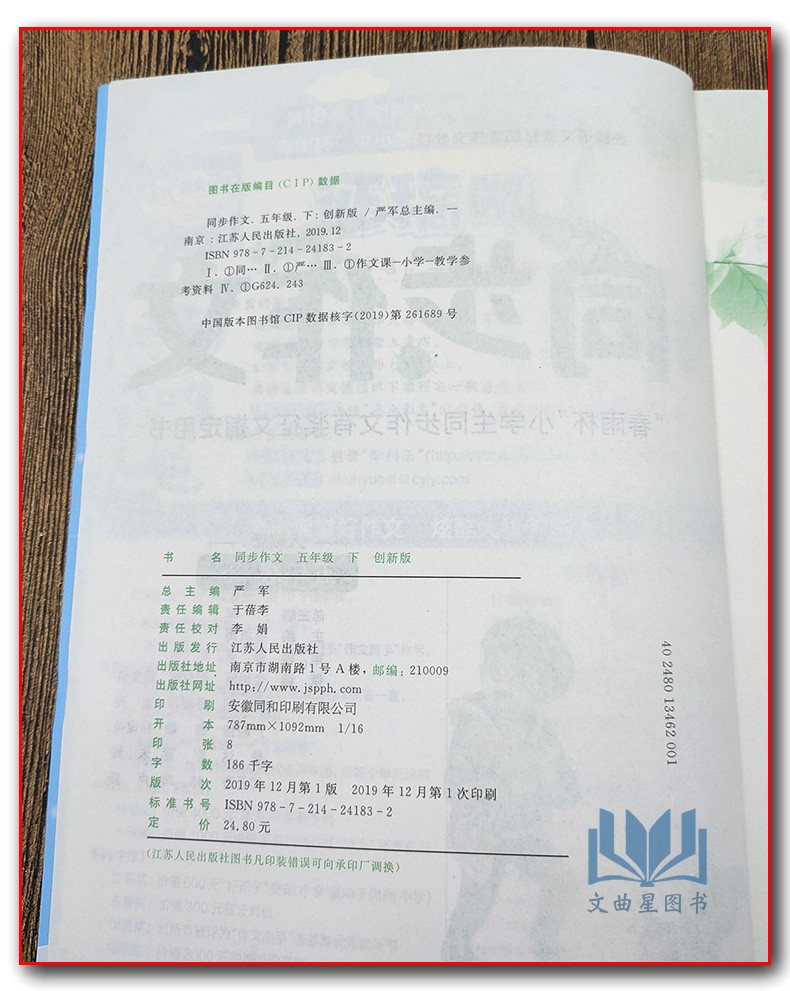 图书在版编目(CIP)数据
同步作文. 五年级. 下: 创新版 / 严军总主编. —
南京: 江苏人民出版社, 2019.12
ISBN 978-7-214-24183-2
Ⅰ. ①同… Ⅱ. ①严… Ⅲ. ①作文课-小学-教学参
考资料 Ⅳ. ①G624. 243
中国版本图书馆 CIP 数据核字(2019)第 261689 号
“春雨杯”小学生同步作文有奖征文指定用书
书 名 同步作文 五年级 下 创新版
总 主 编 严 军
责任编辑 于蓓李
责任校对 李 娟
出版发行 江苏人民出版社
出版社地址 南京市湖南路1号A楼, 邮编: 210009
出版社网址 http://www.jspph.com
印 刷 安徽同和印刷有限公司
开 本 787mm×1092mm 1/16
印 张 8
字 数 186千字
版 次 2019年12月第1版 2019年12月第1次印刷
标准书号 ISBN 978-7-214-24183-2
定 价 24.80元
(江苏人民出版社图书凡印装错误可向承印厂调换)
40 2480 13462 001
文曲星图书